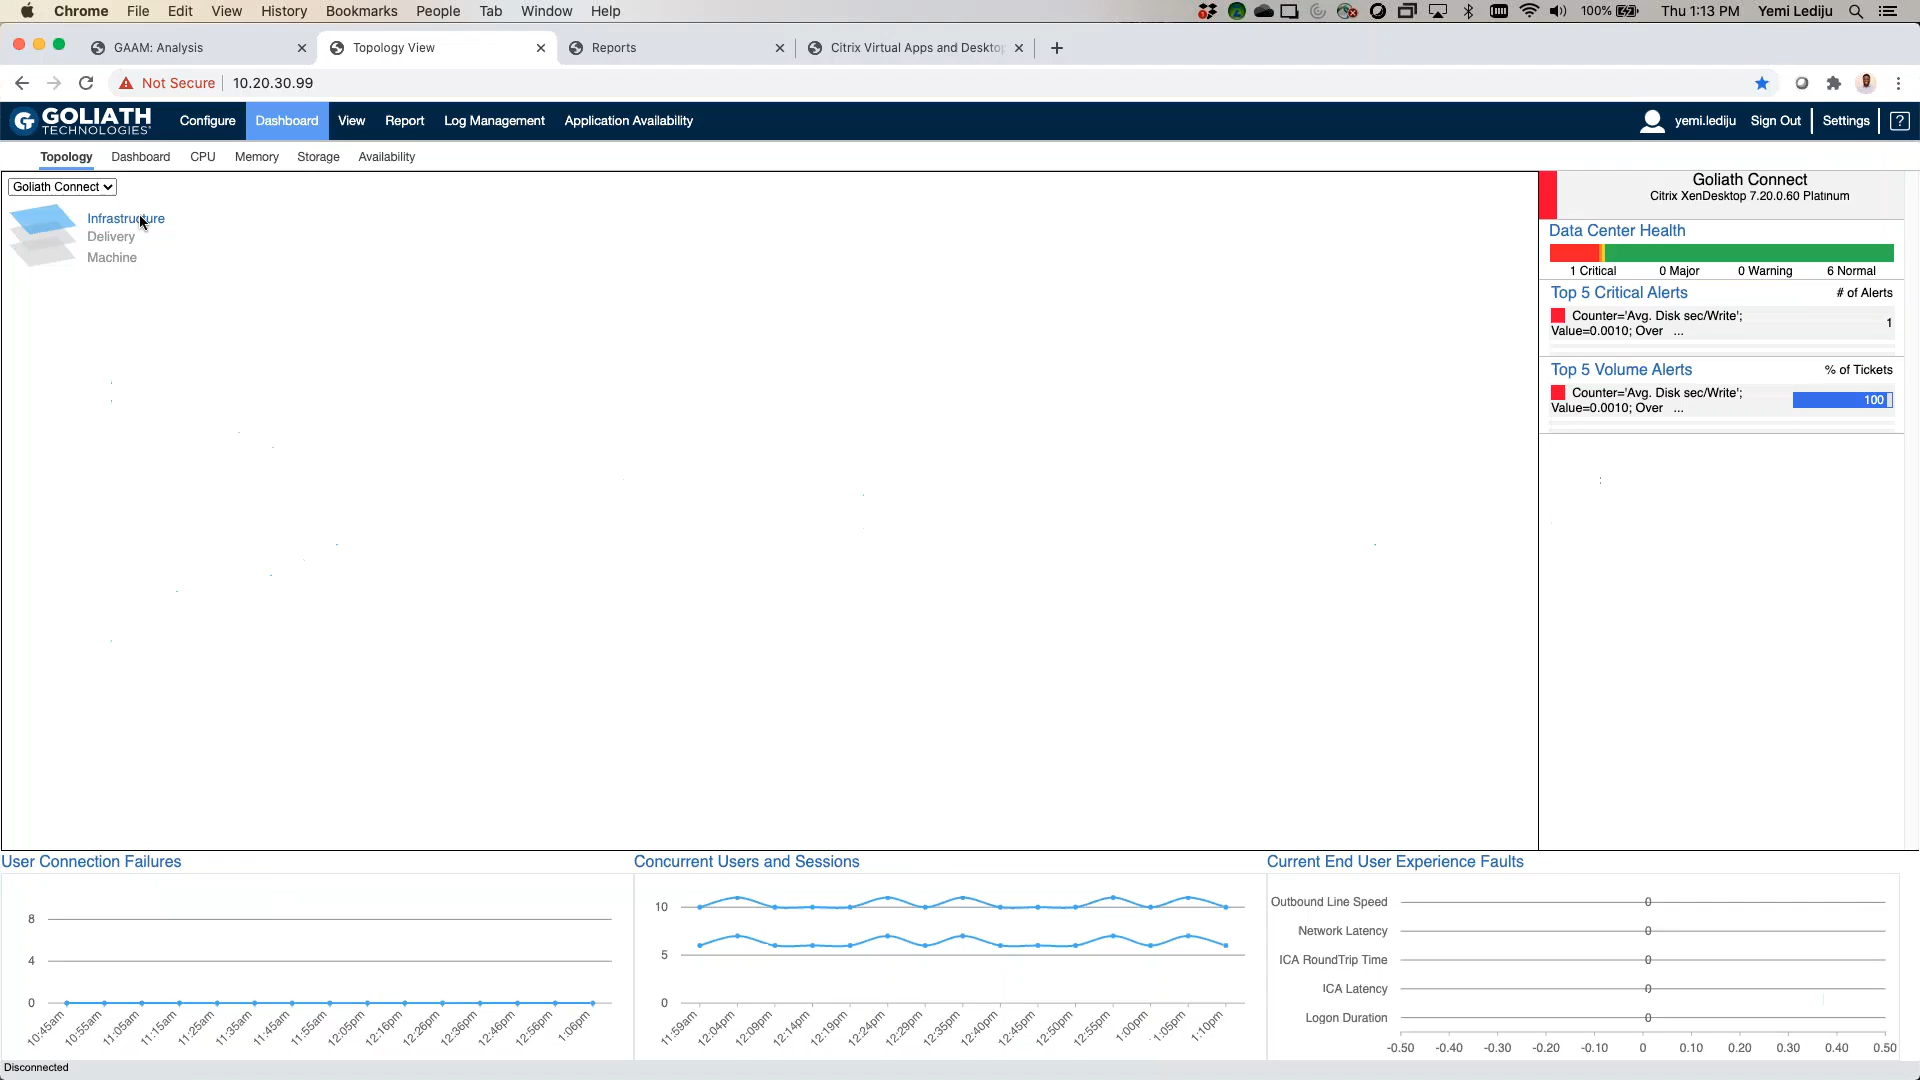 Chrome File Edit View History Bookmarks People Tab Window Help 100% Thu 1:13 PM Yemi Lediju
GAAM: Analysis Topology View Reports Citrix Virtual Apps and Desktop
Not Secure 10.20.30.99
GOLIATH TECHNOLOGIES Configure Dashboard View Report Log Management Application Availability yemi.lediju Sign Out Settings ?
Topology Dashboard CPU Memory Storage Availability
Goliath Connect
Infrastructure
Delivery
Machine
Goliath Connect
Citrix XenDesktop 7.20.0.60 Platinum
Data Center Health
1 Critical 0 Major 0 Warning 6 Normal
Top 5 Critical Alerts # of Alerts
Counter='Avg. Disk sec/Write'; 1
Value=0.0010; Over ...
Top 5 Volume Alerts % of Tickets
Counter='Avg. Disk sec/Write'; 100
Value=0.0010; Over ...
User Connection Failures
8
4
0
10:45am 10:55am 11:05am 11:15am 11:25am 11:35am 11:45am 11:55am 12:05pm 12:16pm 12:26pm 12:36pm 12:46pm 12:56pm 1:06pm
Concurrent Users and Sessions
10
5
0
11:59am 12:04pm 12:09pm 12:14pm 12:19pm 12:24pm 12:29pm 12:35pm 12:40pm 12:45pm 12:50pm 12:55pm 1:00pm 1:05pm 1:10pm
Current End User Experience Faults
Outbound Line Speed 0
Network Latency 0
ICA RoundTrip Time 0
ICA Latency 0
Logon Duration 0
-0.50 -0.40 -0.30 -0.20 -0.10 0 0.10 0.20 0.30 0.40 0.50
Disconnected